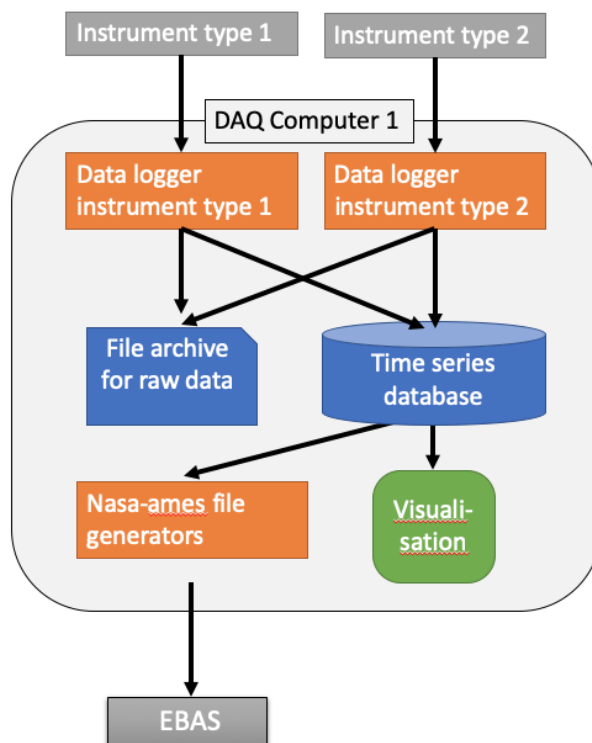 Instrument type 1
Instrument type 2
DAQ Computer 1
Data logger
instrument type 1
Data logger
instrument type 2
File archive
for raw data
Time series
database
Nasa-ames file
generators
Visuali-
sation
EBAS